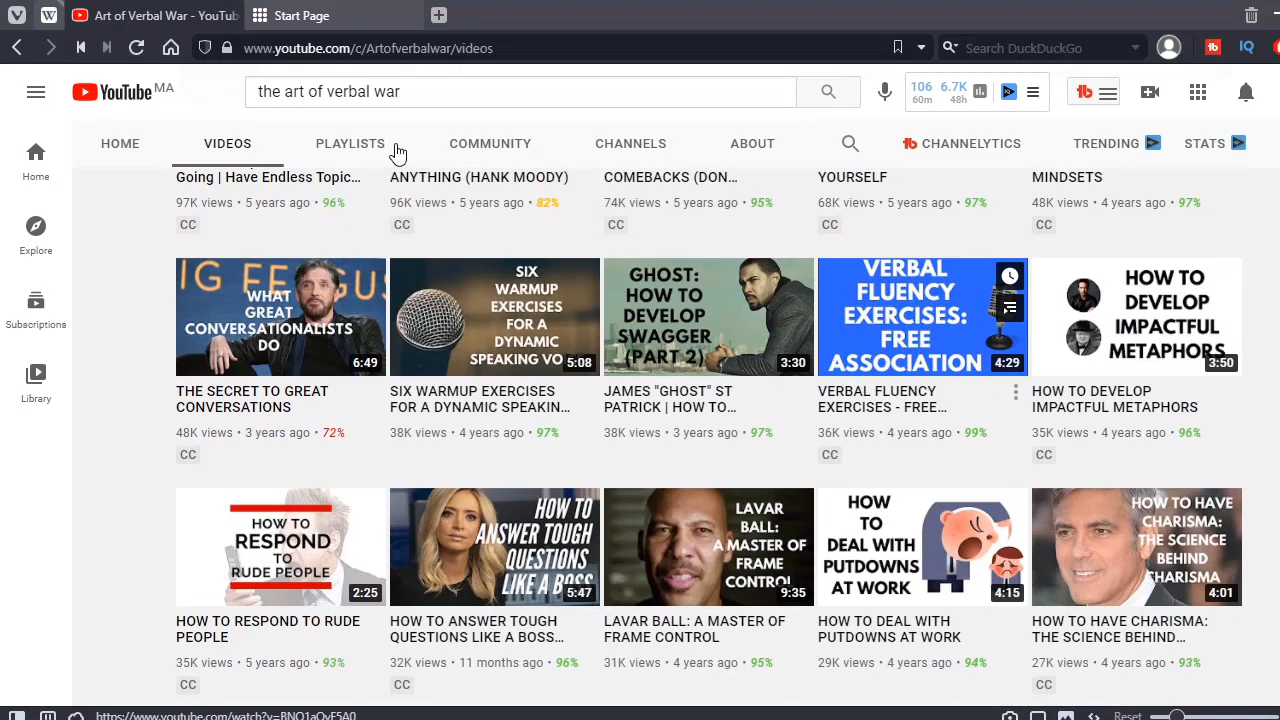 Art of Verbal War - YouTub
Start Page
www.youtube.com/c/Artofverbalwar/videos
Search DuckDuckGo
YouTube MA
the art of verbal war
106 6.7K
60m 48h
HOME VIDEOS PLAYLISTS COMMUNITY CHANNELS ABOUT CHANNELYTICS TRENDING STATS
Home
Explore
Subscriptions
Library
Going | Have Endless Topic…
97K views • 5 years ago • 96%
CC
ANYTHING (HANK MOODY)
96K views • 5 years ago • 82%
CC
COMEBACKS (DON…
74K views • 5 years ago • 95%
CC
YOURSELF
68K views • 5 years ago • 97%
CC
MINDSETS
48K views • 4 years ago • 97%
CC
WHAT
GREAT
CONVERSATIONALISTS
DO
6:49
THE SECRET TO GREAT
CONVERSATIONS
48K views • 3 years ago • 72%
CC
SIX
WARMUP
EXERCISES
FOR A
DYNAMIC
SPEAKING VO
5:08
SIX WARMUP EXERCISES
FOR A DYNAMIC SPEAKIN…
38K views • 4 years ago • 97%
GHOST:
HOW TO
DEVELOP
SWAGGER
(PART 2)
3:30
JAMES "GHOST" ST
PATRICK | HOW TO…
38K views • 3 years ago • 97%
VERBAL
FLUENCY
EXERCISES:
FREE
ASSOCIATION
4:29
VERBAL FLUENCY
EXERCISES - FREE…
36K views • 4 years ago • 99%
CC
HOW TO
DEVELOP
IMPACTFUL
METAPHORS
3:50
HOW TO DEVELOP
IMPACTFUL METAPHORS
35K views • 4 years ago • 96%
CC
HOW TO
RESPOND
TO
RUDE PEOPLE
2:25
HOW TO RESPOND TO RUDE
PEOPLE
35K views • 5 years ago • 93%
CC
HOW TO
ANSWER TOUGH
QUESTIONS
LIKE A BOSS
5:47
HOW TO ANSWER TOUGH
QUESTIONS LIKE A BOSS…
32K views • 11 months ago • 96%
CC
LAVAR
BALL:
A MASTER OF
FRAME
CONTROL
9:35
LAVAR BALL: A MASTER OF
FRAME CONTROL
31K views • 4 years ago • 95%
HOW
TO
DEAL WITH
PUTDOWNS
AT WORK
4:15
HOW TO DEAL WITH
PUTDOWNS AT WORK
29K views • 4 years ago • 94%
HOW TO HAVE
CHARISMA:
THE SCIENCE
BEHIND
CHARISMA
4:01
HOW TO HAVE CHARISMA:
THE SCIENCE BEHIND…
27K views • 4 years ago • 93%
CC
Reset